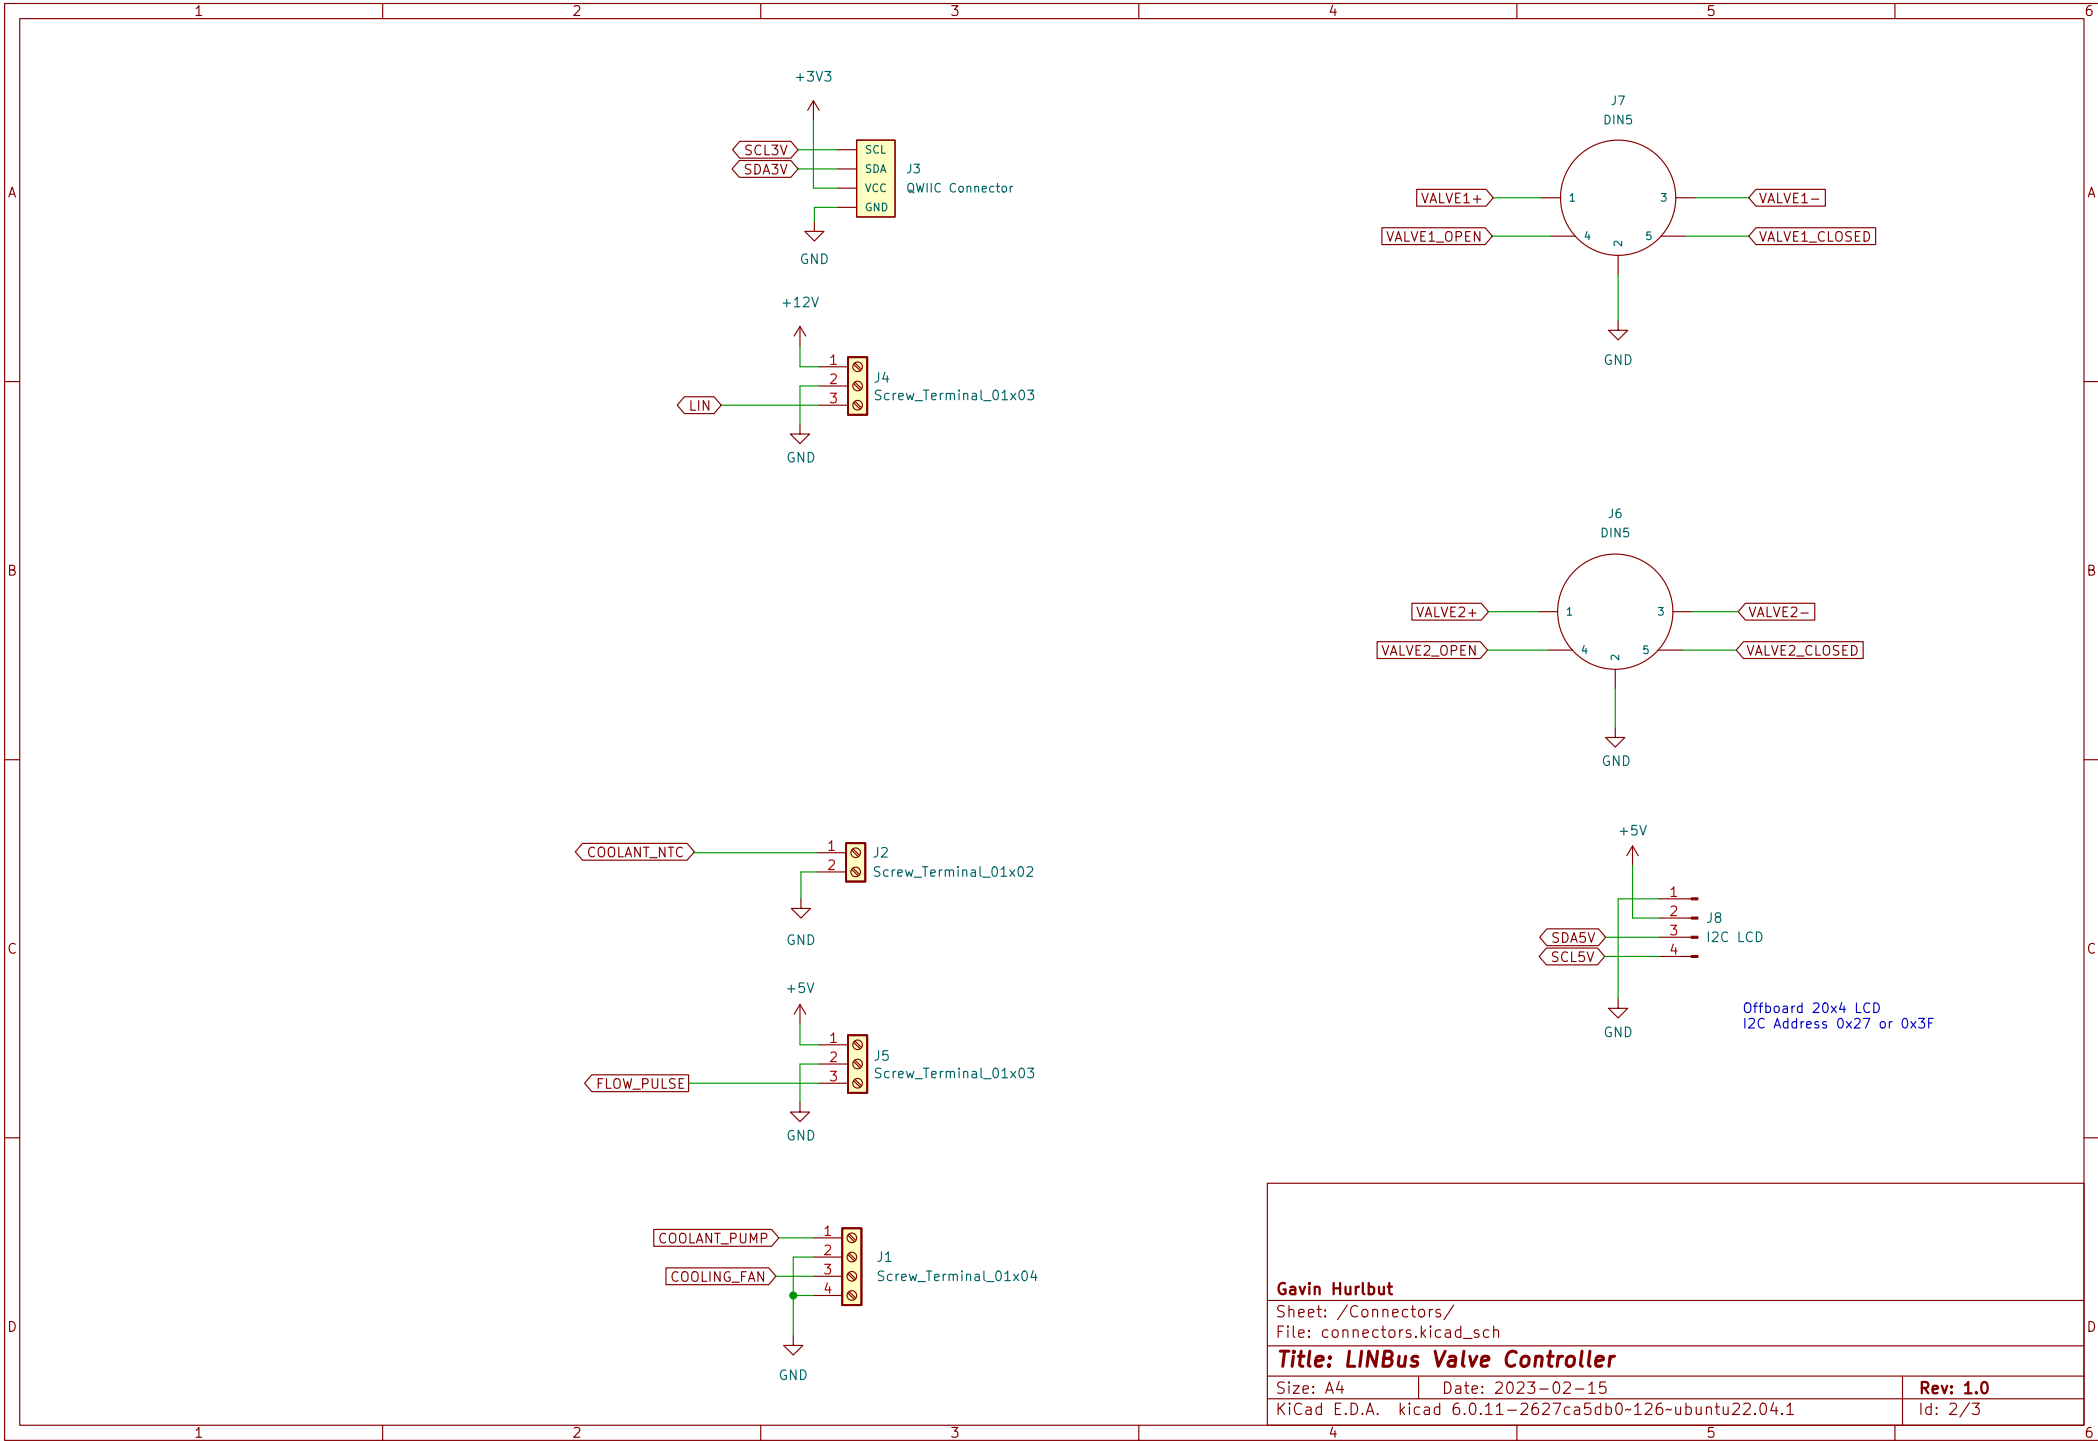 1 2 3 4 5 6
A
B
C
D
+3V3
SCL3V
SDA3V
SCL
SDA
VCC
GND
J3
QWIIC Connector
GND
+12V
LIN
1
2
3
J4
Screw_Terminal_01x03
GND
COOLANT_NTC
1
2
J2
Screw_Terminal_01x02
GND
+5V
FLOW_PULSE
1
2
3
J5
Screw_Terminal_01x03
GND
COOLANT_PUMP
COOLING_FAN
1
2
3
4
J1
Screw_Terminal_01x04
GND
J7
DIN5
VALVE1+
VALVE1_OPEN
1
3
4
2
5
VALVE1-
VALVE1_CLOSED
GND
J6
DIN5
VALVE2+
VALVE2_OPEN
1
3
4
2
5
VALVE2-
VALVE2_CLOSED
GND
+5V
SDA5V
SCL5V
1
2
3
4
J8
I2C LCD
GND
Offboard 20x4 LCD
I2C Address 0x27 or 0x3F
A
B
C
D
Gavin Hurlbut
Sheet: /Connectors/
File: connectors.kicad_sch
Title: LINBus Valve Controller
Size: A4 Date: 2023-02-15 Rev: 1.0
KiCad E.D.A. kicad 6.0.11-2627ca5db0~126~ubuntu22.04.1 Id: 2/3
1 2 3 4 5 6